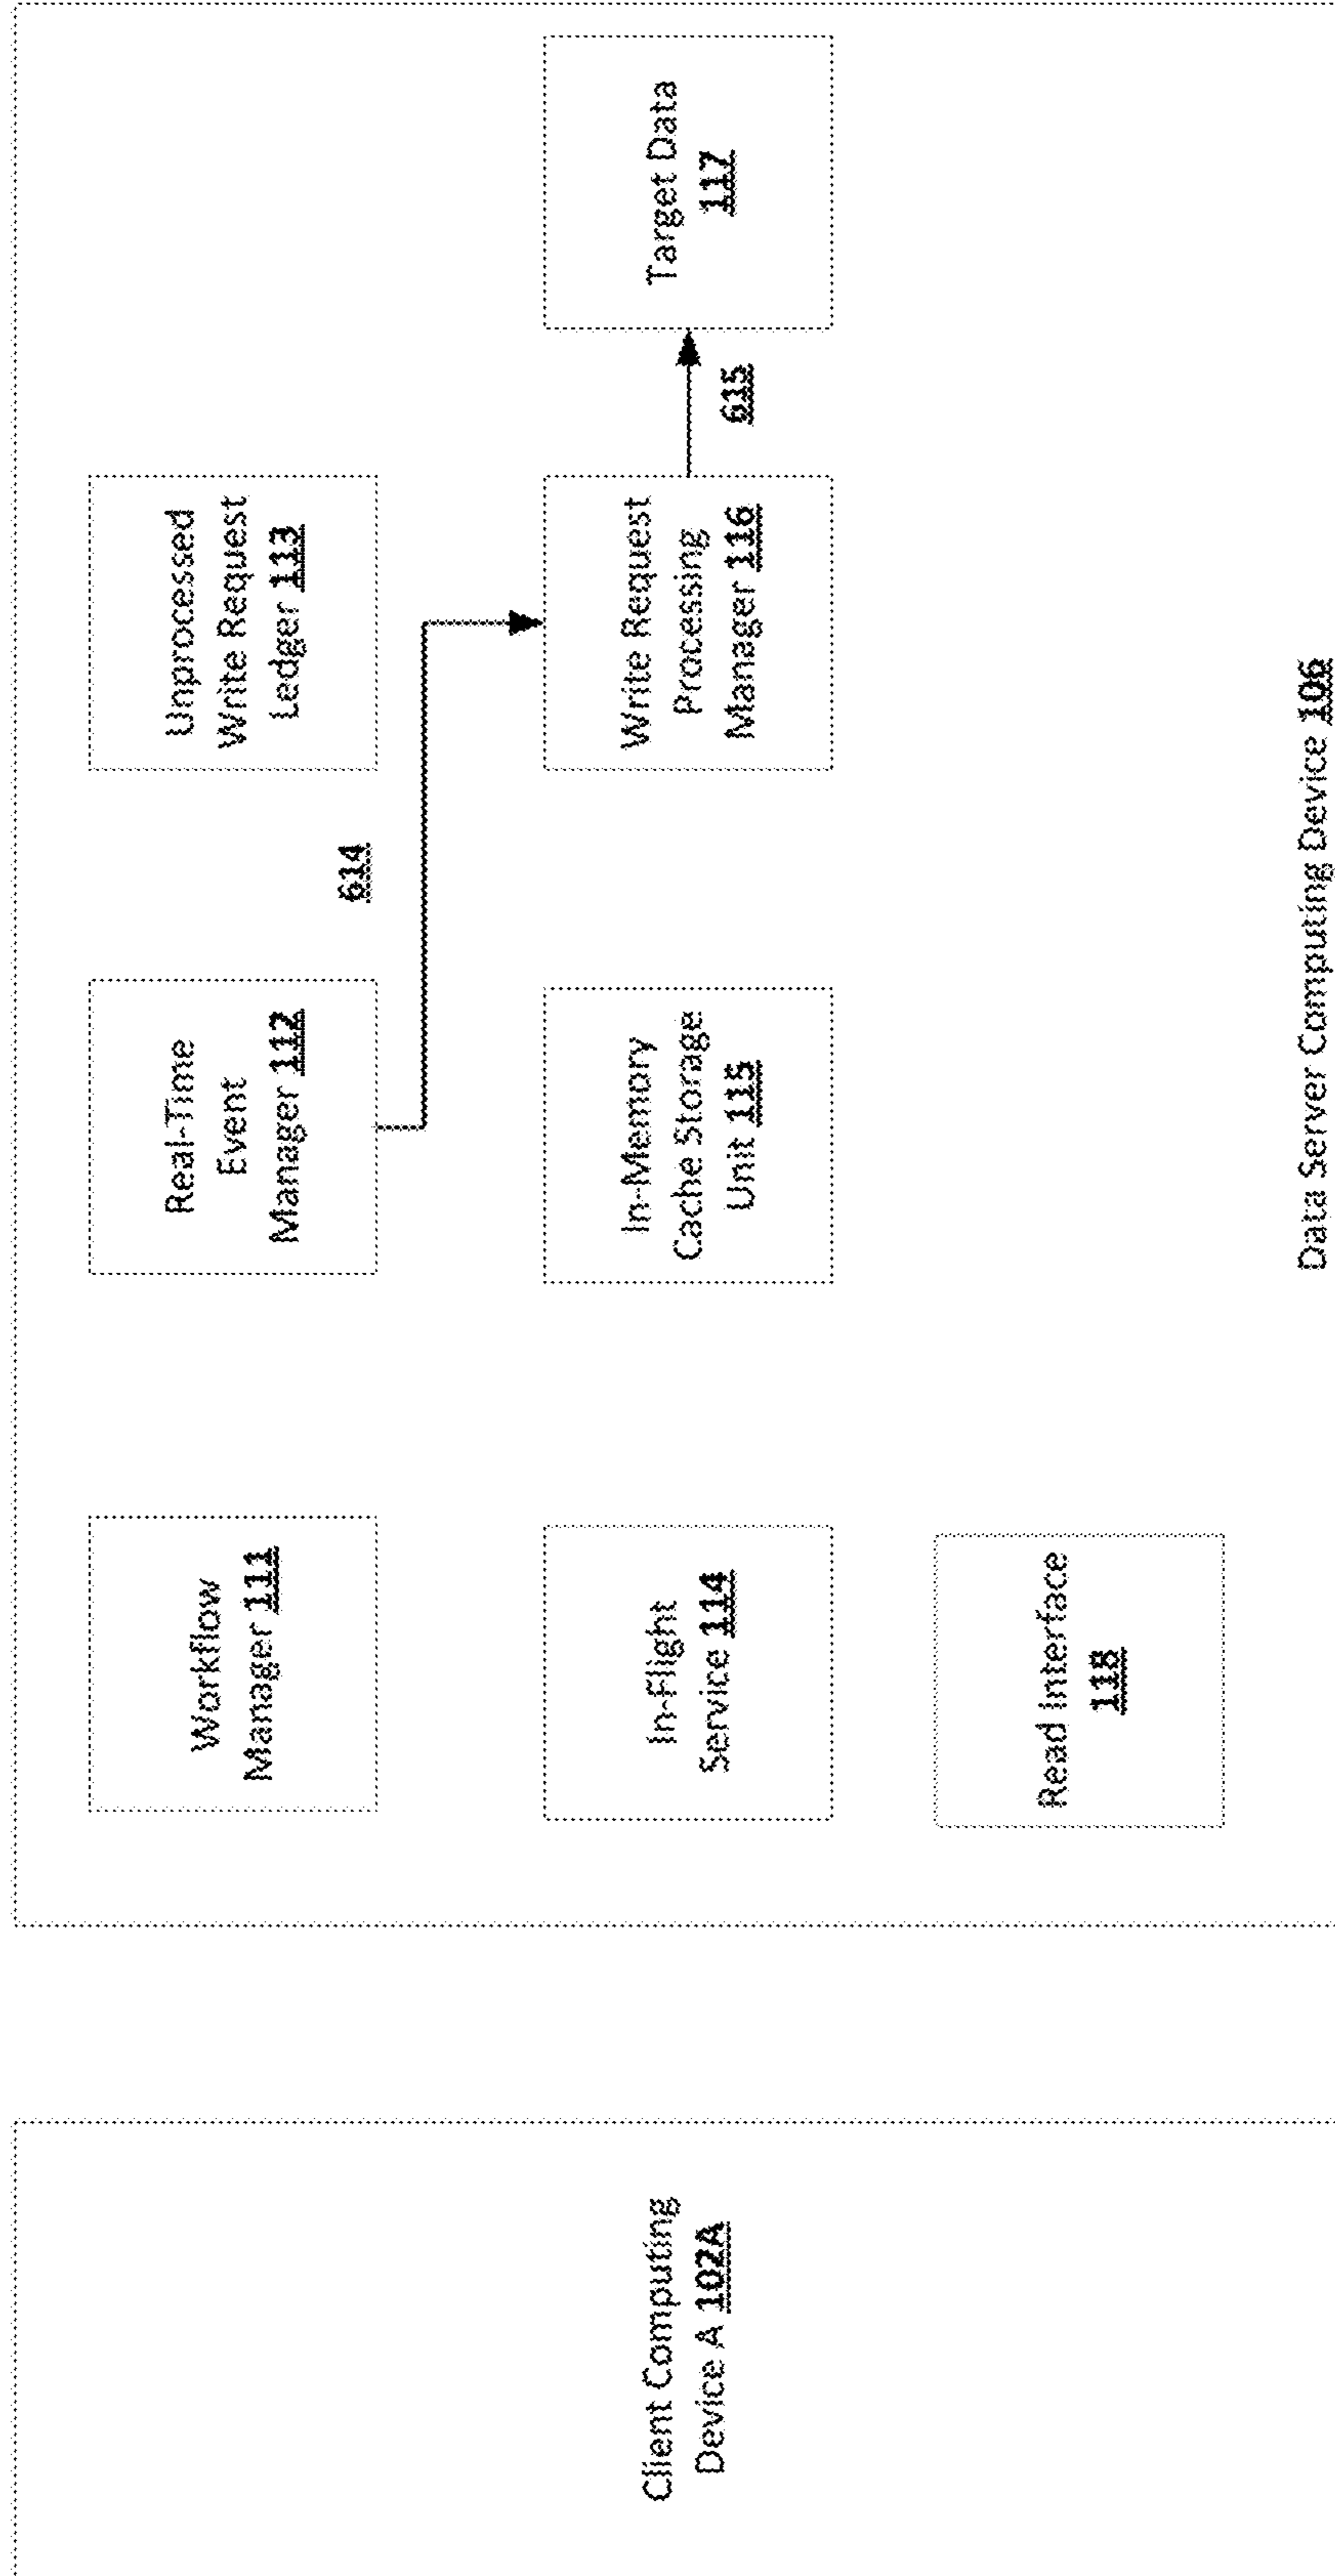 Client Computing
Device A 102A
Workflow
Manager 111
Real-Time
Event
Manager 112
614
Unprocessed
Write Request
Ledger 113
In-Flight
Service 114
In-Memory
Cache Storage
Unit 115
Write Request
Processing
Manager 116
615
Target Data
117
Read Interface
118
Data Server Computing Device 106